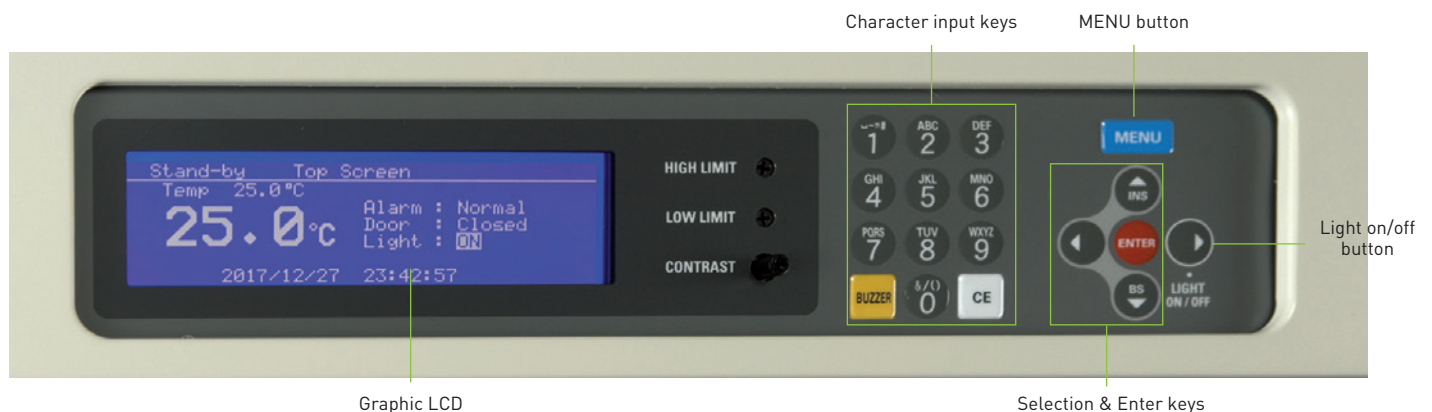 Character input keys
MENU button
Stand-by Top Screen
Temp 25.0°C
25.0°C
Alarm : Normal
Door : Closed
Light : ON
2017/12/27 23:42:57
HIGH LIMIT
LOW LIMIT
CONTRAST
1
ABC
2
DEF
3
GHI
4
JKL
5
MNO
6
PQRS
7
TUV
8
WXYZ
9
BUZZER
&/()
0
CE
MENU
INS
ENTER
BS
LIGHT
ON / OFF
Light on/off
button
Graphic LCD
Selection & Enter keys